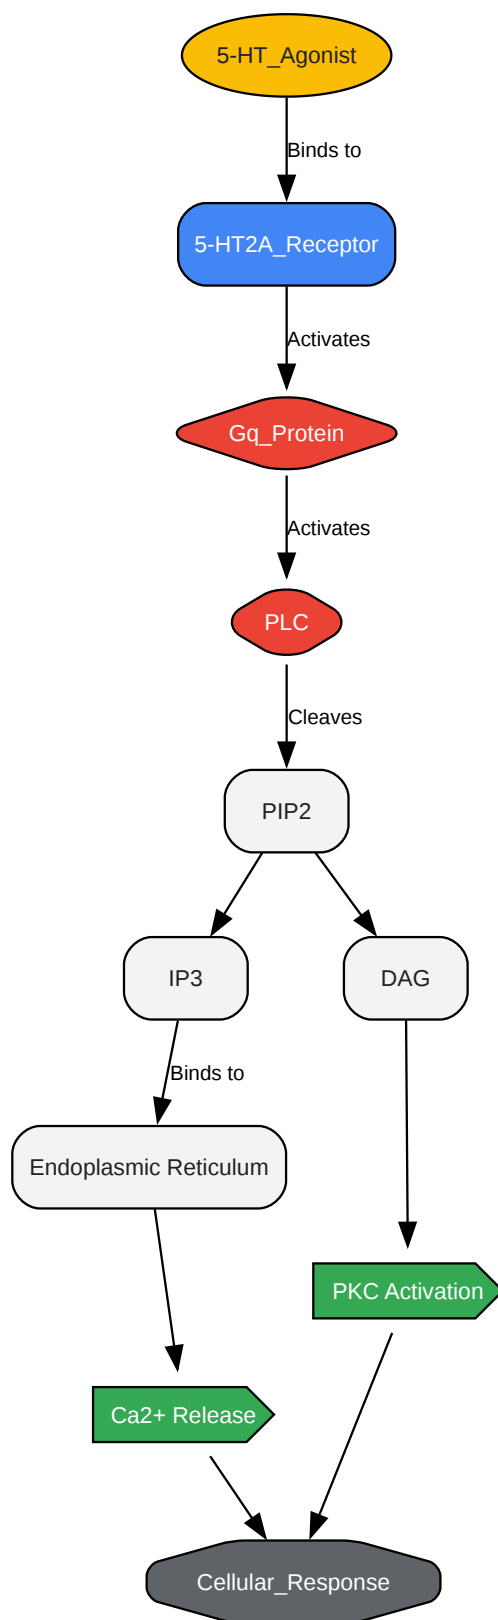 5-HT_Agonist
Binds to
5-HT2A_Receptor
Activates
Gq_Protein
Activates
PLC
Cleaves
PIP2
IP3
DAG
Binds to
Endoplasmic Reticulum
PKC Activation
Ca2+ Release
Cellular_Response